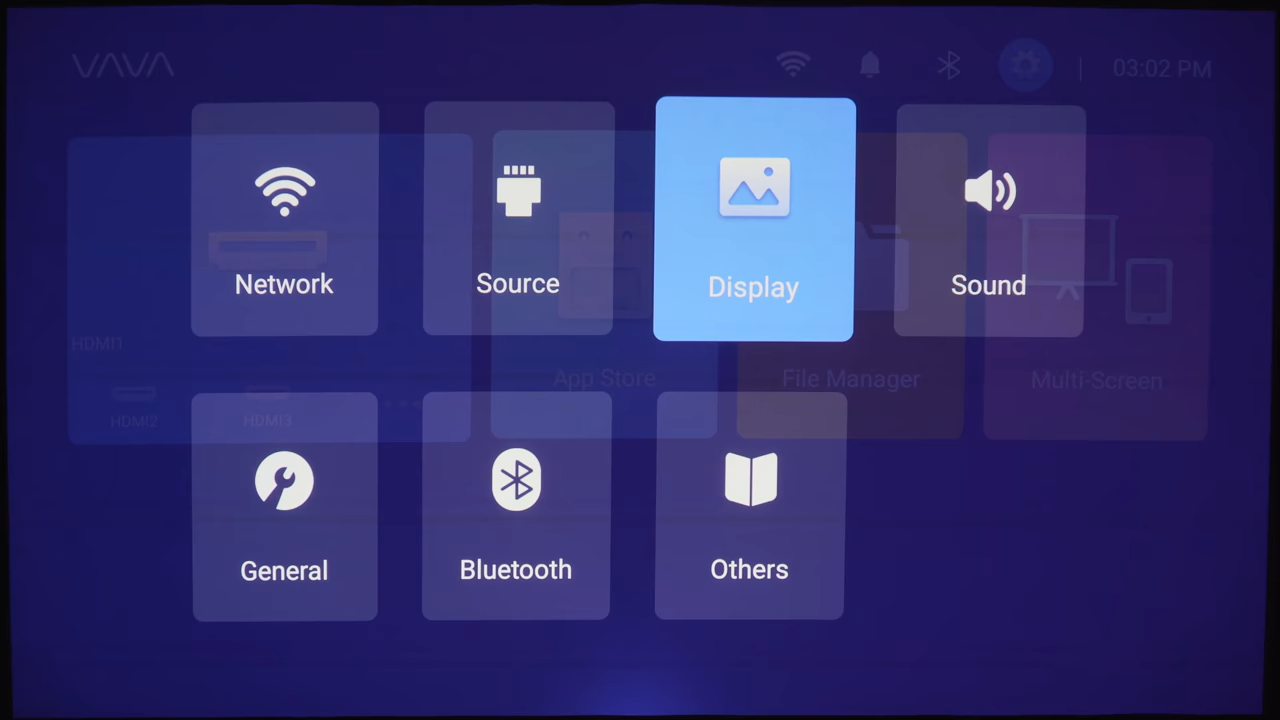 VAVA
03:02 PM
Network
Source
Display
Sound
HDMI1
App Store
File Manager
Multi-Screen
HDMI2
HDMI3
General
Bluetooth
Others